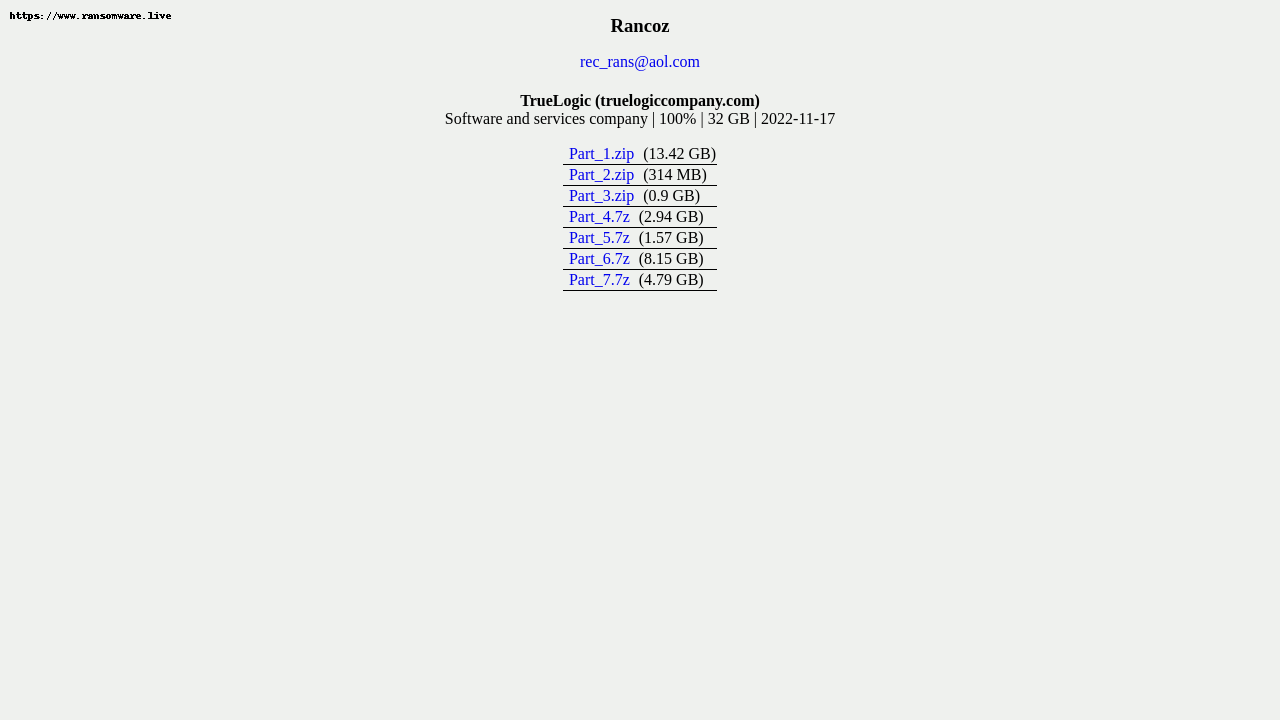 https://www.ransomware.live
Rancoz
rec_rans@aol.com
TrueLogic (truelogiccompany.com)
Software and services company | 100% | 32 GB | 2022-11-17
Part_1.zip (13.42 GB)
Part_2.zip (314 MB)
Part_3.zip (0.9 GB)
Part_4.7z (2.94 GB)
Part_5.7z (1.57 GB)
Part_6.7z (8.15 GB)
Part_7.7z (4.79 GB)